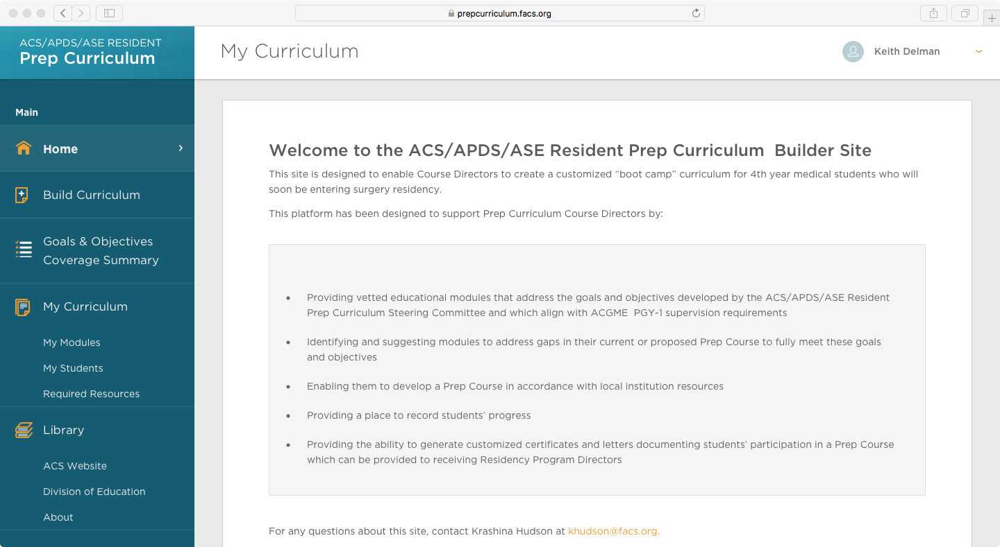 prepcurriculum.facs.org
ACS/APDS/ASE RESIDENT
Prep Curriculum
My Curriculum
Keith Delman
Main
Home
Build Curriculum
Goals & Objectives
Coverage Summary
My Curriculum
My Modules
My Students
Required Resources
Library
ACS Website
Division of Education
About
Welcome to the ACS/APDS/ASE Resident Prep Curriculum  Builder Site
This site is designed to enable Course Directors to create a customized “boot camp” curriculum for 4th year medical students who will
soon be entering surgery residency.
This platform has been designed to support Prep Curriculum Course Directors by:
• Providing vetted educational modules that address the goals and objectives developed by the ACS/APDS/ASE Resident
Prep Curriculum Steering Committee and which align with ACGME  PGY-1 supervision requirements
• Identifying and suggesting modules to address gaps in their current or proposed Prep Course to fully meet these goals
and objectives
• Enabling them to develop a Prep Course in accordance with local institution resources
• Providing a place to record students’ progress
• Providing the ability to generate customized certificates and letters documenting students’ participation in a Prep Course
which can be provided to receiving Residency Program Directors
For any questions about this site, contact Krashina Hudson at khudson@facs.org.